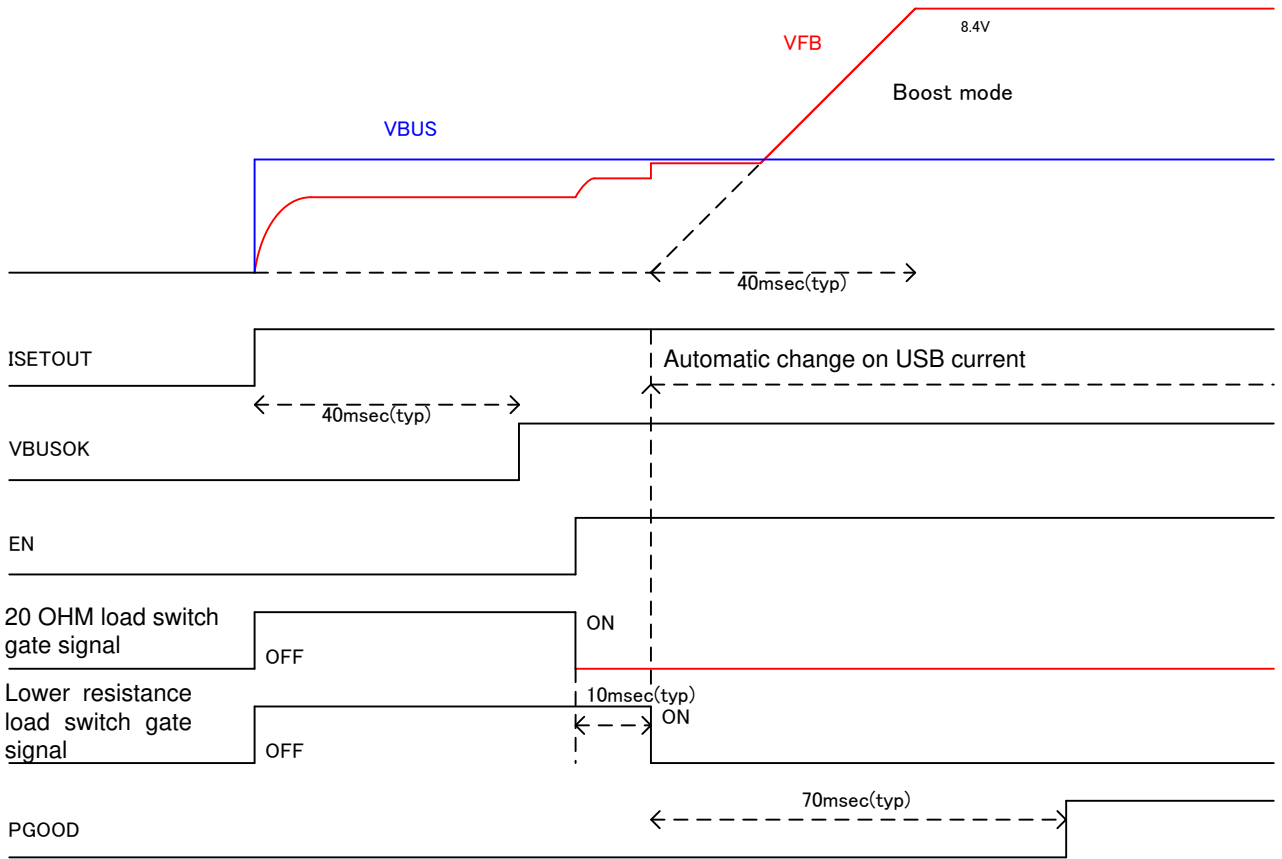 8.4V
VFB
Boost mode
VBUS
40msec(typ)
ISETOUT
Automatic change on USB current
40msec(typ)
VBUSOK
EN
20 OHM load switch
gate signal
ON
OFF
Lower resistance
load switch gate
signal
10msec(typ)
ON
OFF
70msec(typ)
PGOOD